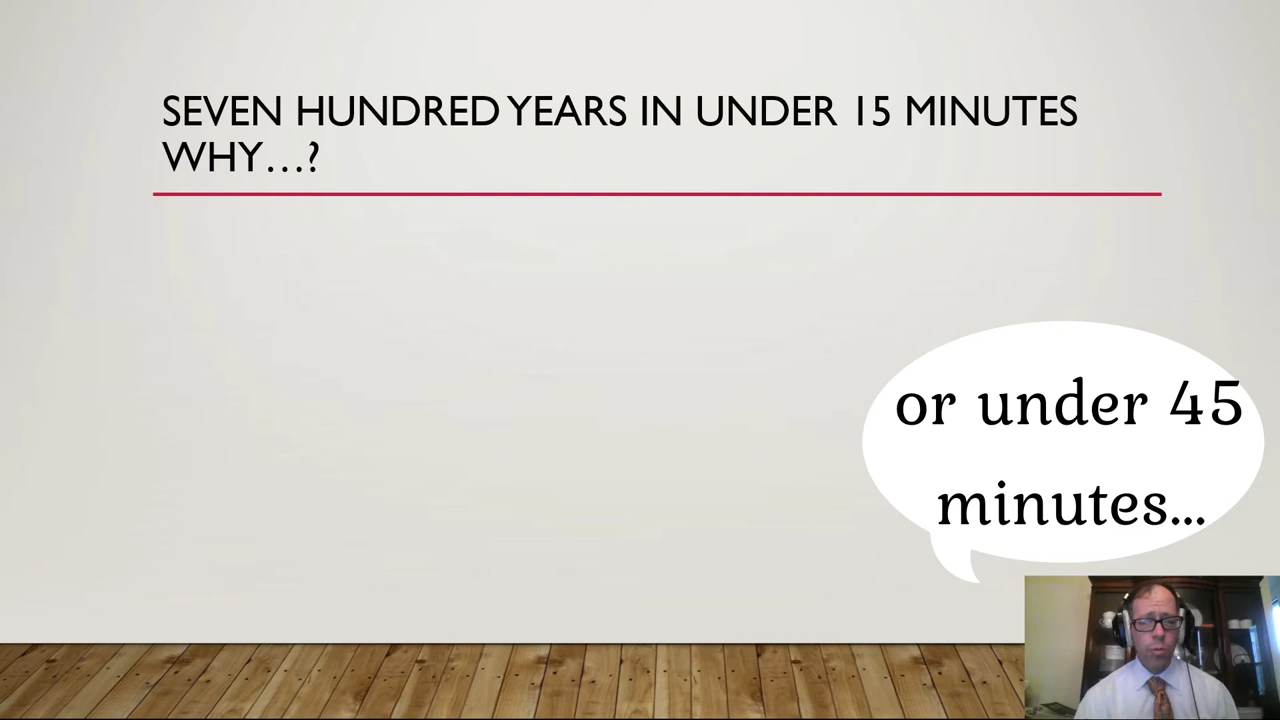 SEVEN HUNDRED YEARS IN UNDER 15 MINUTES
WHY…?
or under 45
minutes...